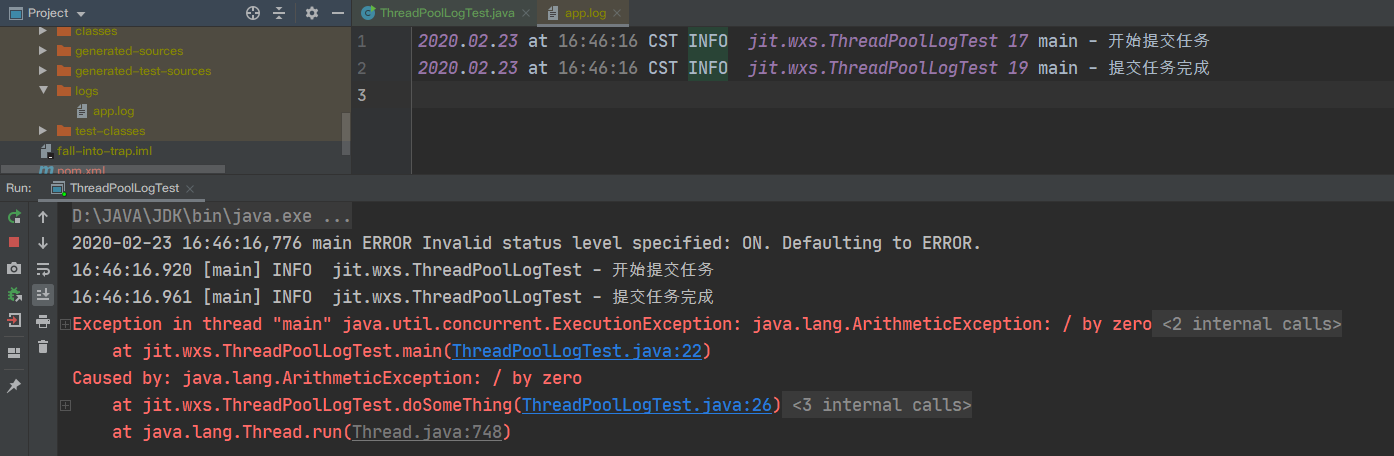 Project
classes
generated-sources
generated-test-sources
logs
app.log
test-classes
fall-into-trap.iml
pom.xml
ThreadPoolLogTest.java
app.log
1 2020.02.23 at 16:46:16 CST INFO  jit.wxs.ThreadPoolLogTest 17 main - 开始提交任务
2 2020.02.23 at 16:46:16 CST INFO  jit.wxs.ThreadPoolLogTest 19 main - 提交任务完成
3
Run: ThreadPoolLogTest
D:\JAVA\JDK\bin\java.exe ...
2020-02-23 16:46:16,776 main ERROR Invalid status level specified: ON. Defaulting to ERROR.
16:46:16.920 [main] INFO  jit.wxs.ThreadPoolLogTest - 开始提交任务
16:46:16.961 [main] INFO  jit.wxs.ThreadPoolLogTest - 提交任务完成
Exception in thread "main" java.util.concurrent.ExecutionException: java.lang.ArithmeticException: / by zero <2 internal calls>
at jit.wxs.ThreadPoolLogTest.main(ThreadPoolLogTest.java:22)
Caused by: java.lang.ArithmeticException: / by zero
at jit.wxs.ThreadPoolLogTest.doSomeThing(ThreadPoolLogTest.java:26) <3 internal calls>
at java.lang.Thread.run(Thread.java:748)